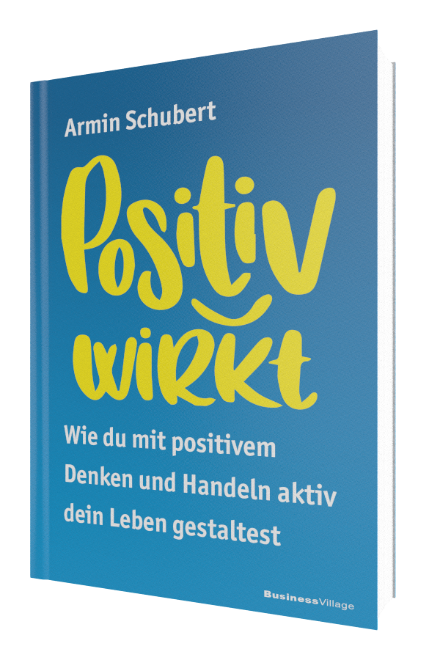 Armin Schubert
Positiv
wirkt
Wie du mit positivem
Denken und Handeln aktiv
dein Leben gestaltest
BusinessVillage